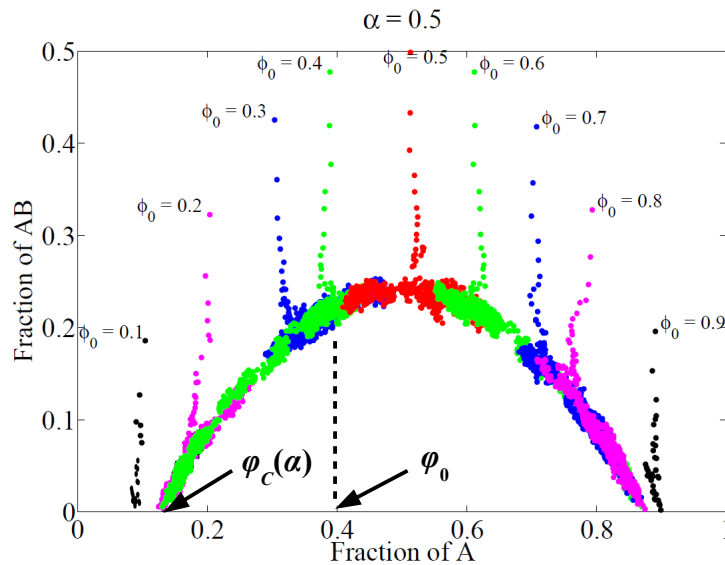 α = 0.5
0.5
0.4
0.3
0.2
0.1
0
Fraction of AB
ϕ0 = 0.1
ϕ0 = 0.2
ϕ0 = 0.3
ϕ0 = 0.4
ϕ0 = 0.5
ϕ0 = 0.6
ϕ0 = 0.7
ϕ0 = 0.8
ϕ0 = 0.9
φC(α)
φ0
0 0.2 0.4 0.6 0.8 1
Fraction of A